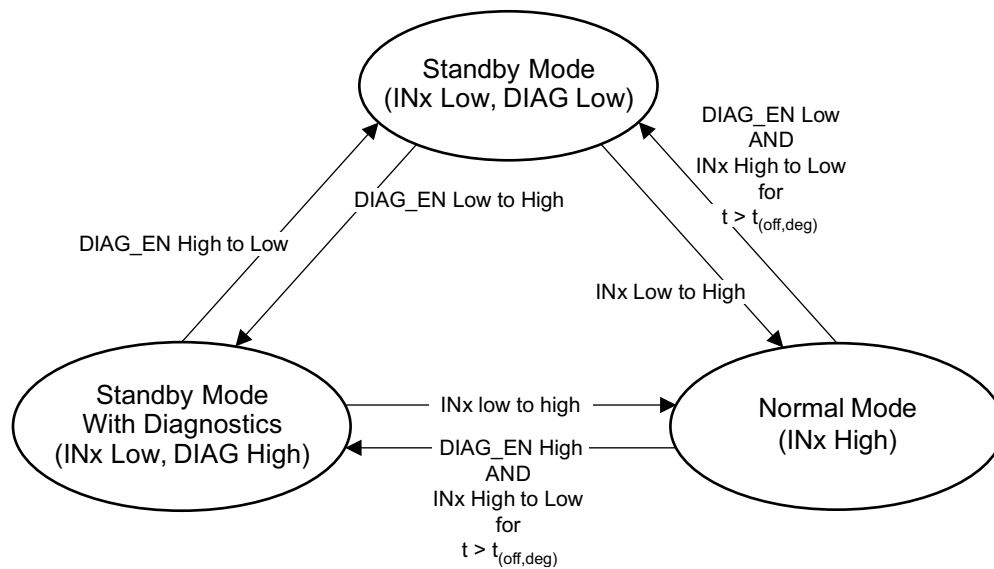 Standby Mode
(INx Low, DIAG Low)
DIAG_EN Low
AND
INx High to Low
for
t > t(off,deg)
DIAG_EN Low to High
DIAG_EN High to Low
INx Low to High
Standby Mode
With Diagnostics
(INx Low, DIAG High)
INx low to high
Normal Mode
(INx High)
DIAG_EN High
AND
INx High to Low
for
t > t(off,deg)